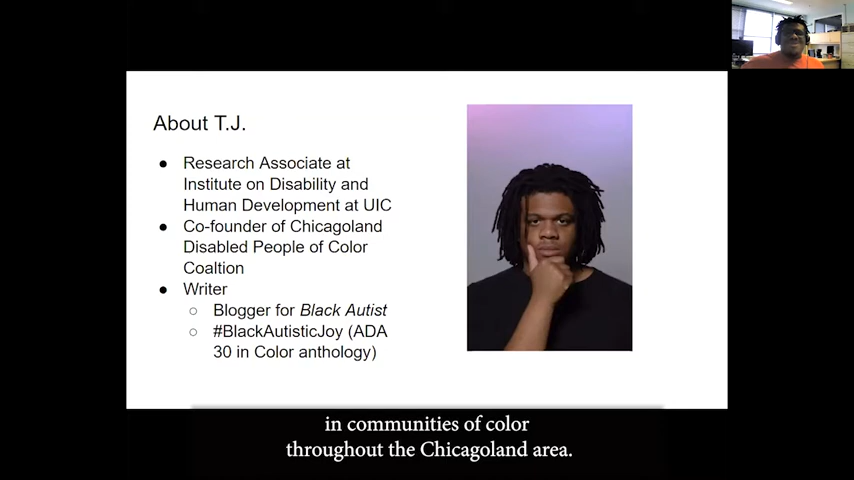 About T.J.
● Research Associate at
Institute on Disability and
Human Development at UIC
● Co-founder of Chicagoland
Disabled People of Color
Coaltion
● Writer
○ Blogger for Black Autist
○ #BlackAutisticJoy (ADA
30 in Color anthology)
in communities of color
throughout the Chicagoland area.